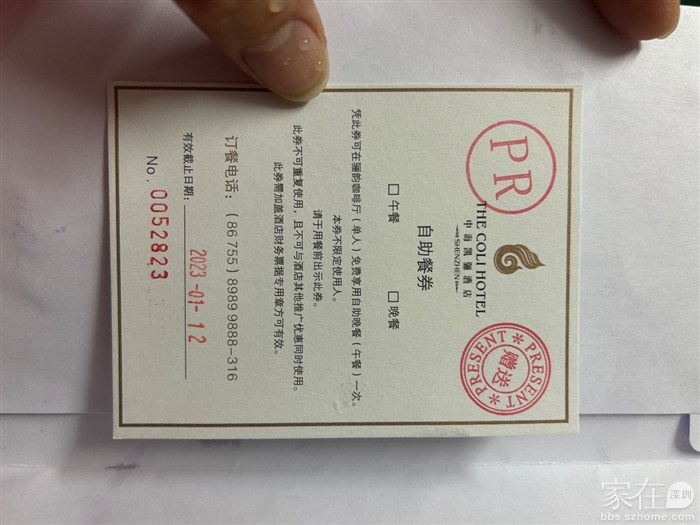 PR
THE COLI HOTEL
中海凯骊酒店
SHENZHEN
PRESENT
赠送
PRESENT
自助餐券
□午餐 □晚餐
凭此券可在骊韵咖啡厅（单人）免费享用自助晚餐（午餐）一次。
本券不限定使用人。
请于用餐前出示此券。
此券不可重复使用，且不可与酒店其他推广优惠同时使用。
此券需加盖酒店财务票据专用章方可有效。
订餐电话：(86755) 89899888-316
有效截止日期： 2023-01-12
No. 0052823
家在深圳
bbs.szhome.com